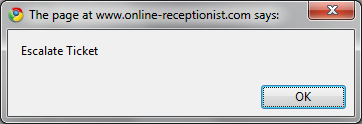 The page at www.online-receptionist.com says:
Escalate Ticket
OK